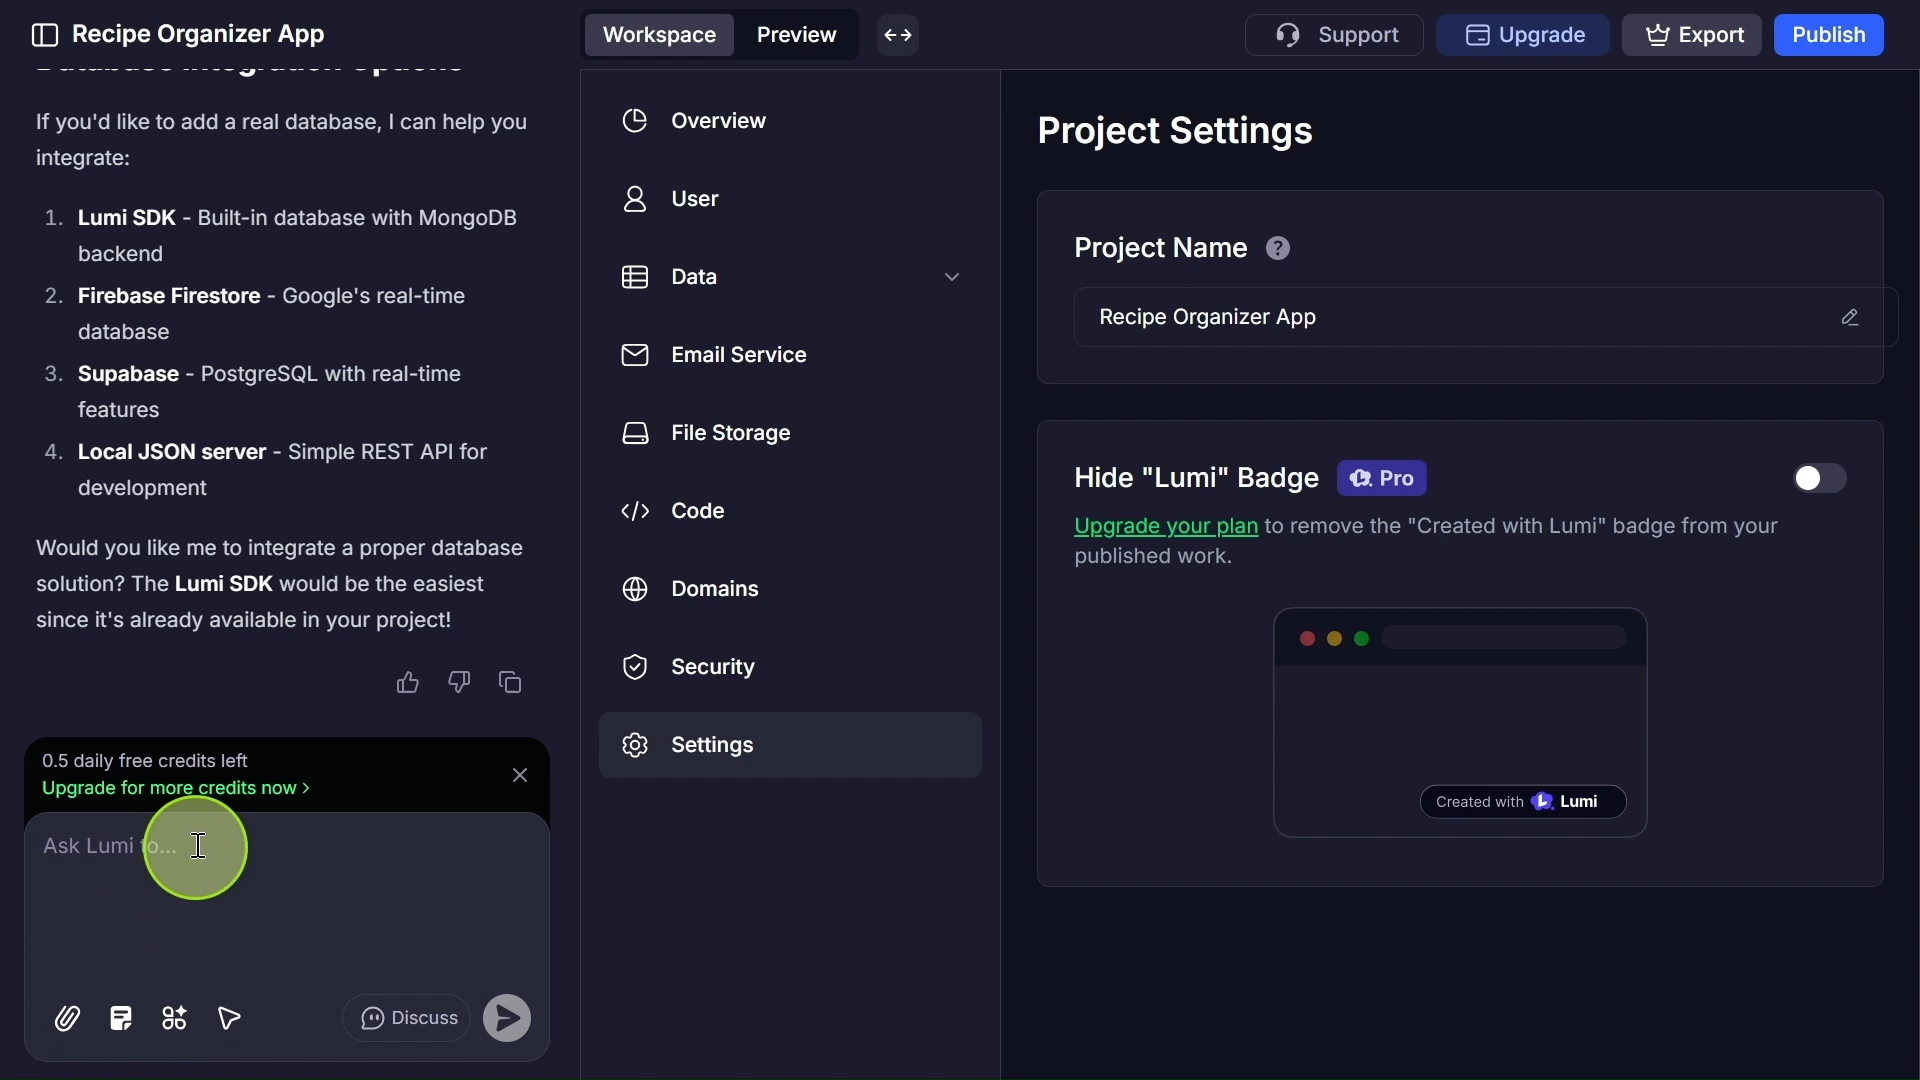 Recipe Organizer App
Workspace
Preview
Support
Upgrade
Export
Publish
Database Integration Options
If you'd like to add a real database, I can help you
integrate:
1. Lumi SDK - Built-in database with MongoDB
backend
2. Firebase Firestore - Google's real-time
database
3. Supabase - PostgreSQL with real-time
features
4. Local JSON server - Simple REST API for
development
Would you like me to integrate a proper database
solution? The Lumi SDK would be the easiest
since it's already available in your project!
0.5 daily free credits left
Upgrade for more credits now >
Ask Lumi to...
Discuss
Overview
User
Data
Email Service
File Storage
Code
Domains
Security
Settings
Project Settings
Project Name ?
Recipe Organizer App
Hide "Lumi" Badge Pro
Upgrade your plan to remove the "Created with Lumi" badge from your
published work.
Created with Lumi